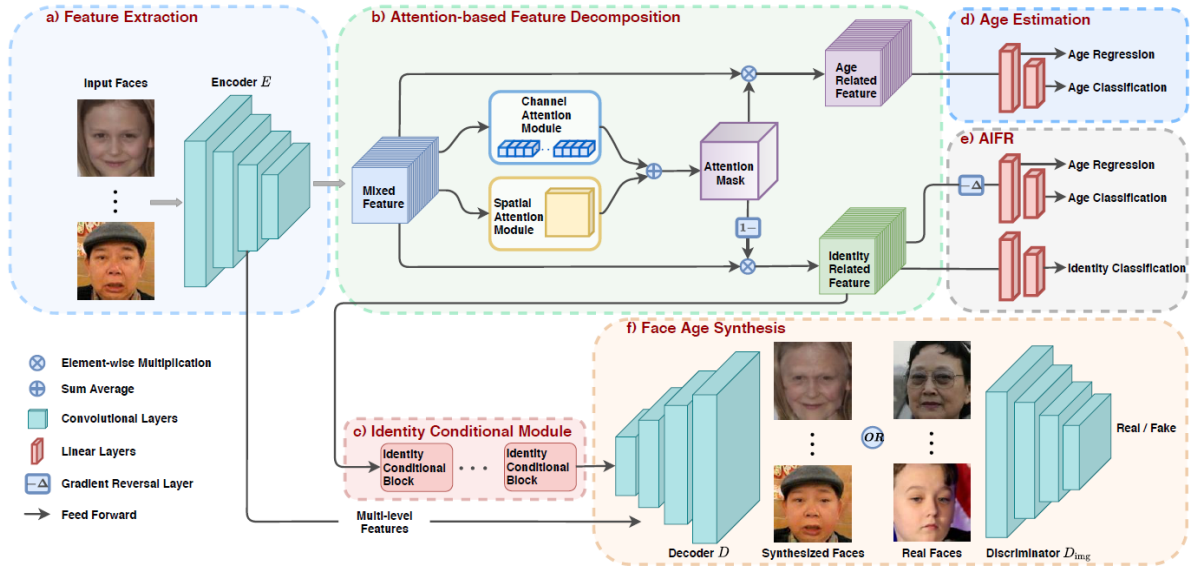 a) Feature Extraction
Input Faces
Encoder E
b) Attention-based Feature Decomposition
Mixed
Feature
Channel
Attention
Module
Spatial
Attention
Module
Attention
Mask
1−
Age
Related
Feature
Identity
Related
Feature
d) Age Estimation
Age Regression
Age Classification
e) AIFR
−Δ
Age Regression
Age Classification
Identity Classification
Element-wise Multiplication
Sum Average
Convolutional Layers
Linear Layers
−Δ
Gradient Reversal Layer
Feed Forward
c) Identity Conditional Module
Identity
Conditional
Block
Identity
Conditional
Block
Multi-level
Features
f) Face Age Synthesis
OR
Real / Fake
Decoder D
Synthesized Faces
Real Faces
Discriminator Dimg